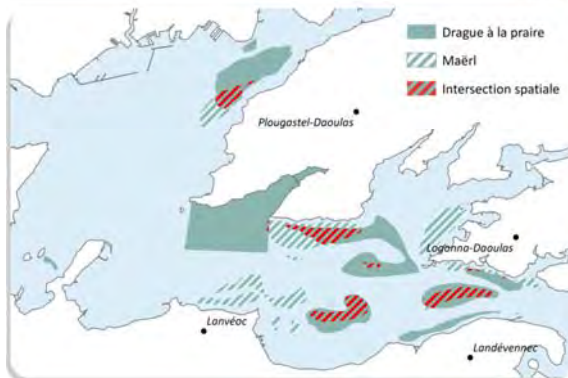 Drague à la praire
Maërl
Intersection spatiale
Plougastel-Daoulas
Logonna-Daoulas
Lanvéoc
Landévennec